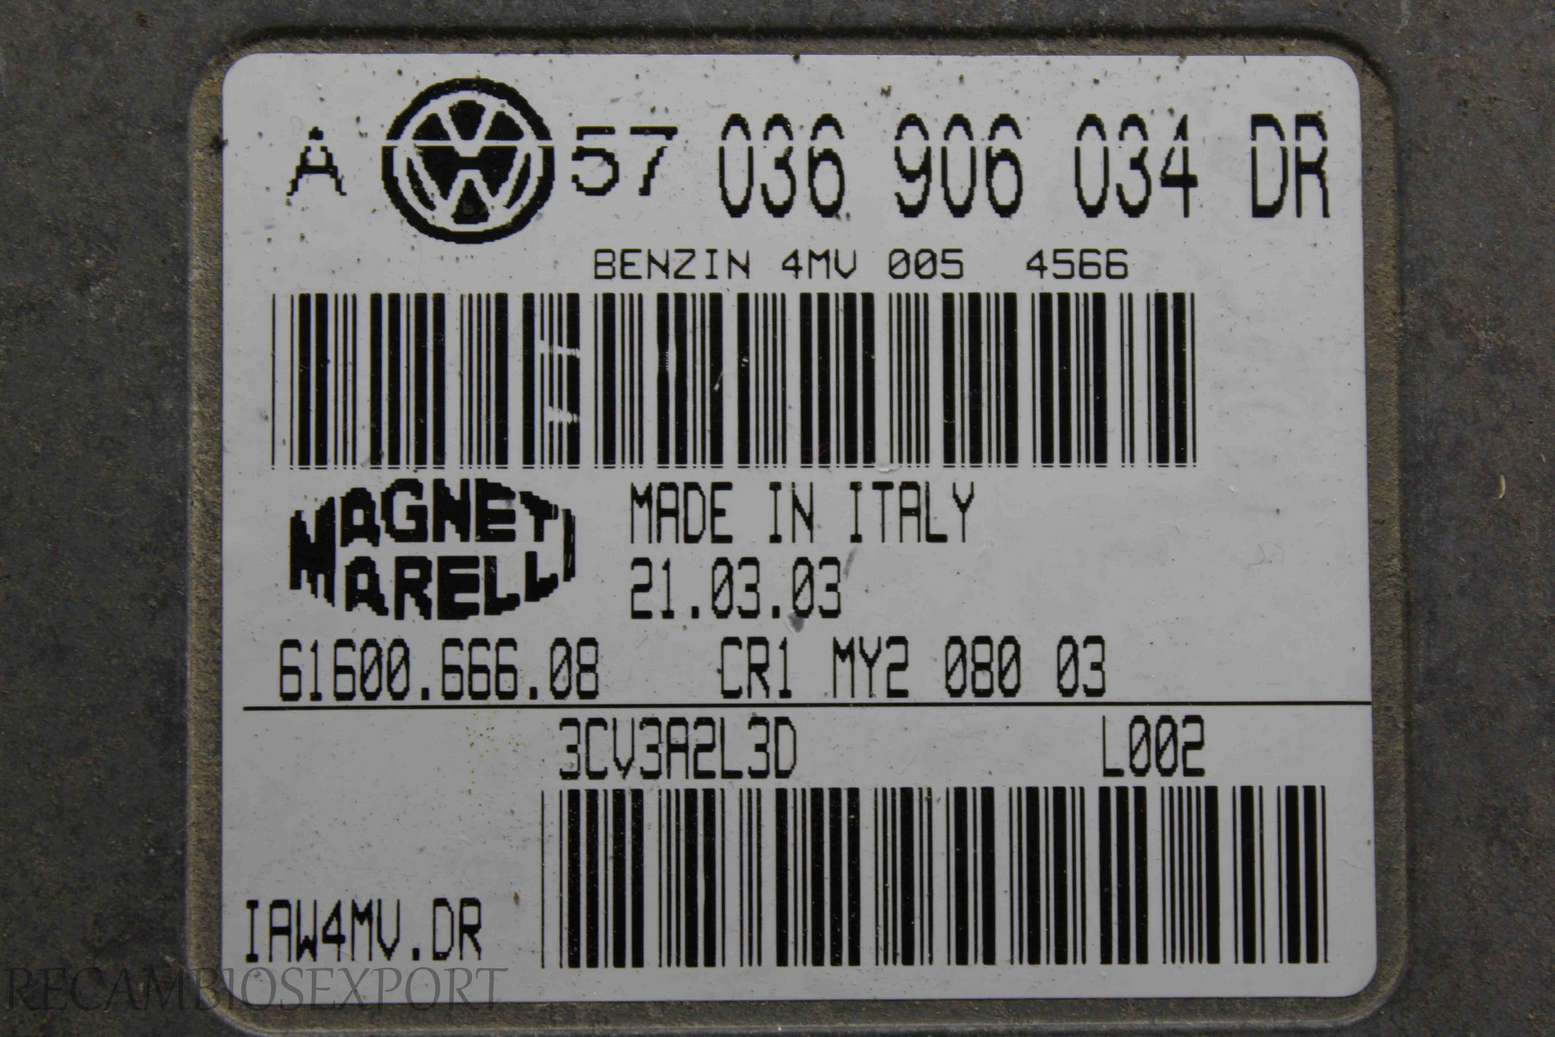 A VW 57 036 906 034 DR
BENZIN 4MV 005 4566
MAGNETI MARELLI
MADE IN ITALY
21.03.03
61600.666.08 CR1 MY2 080 03
3CV3A2L3D L002
IAW4MV.DR
RECAMBIOSEXPORT